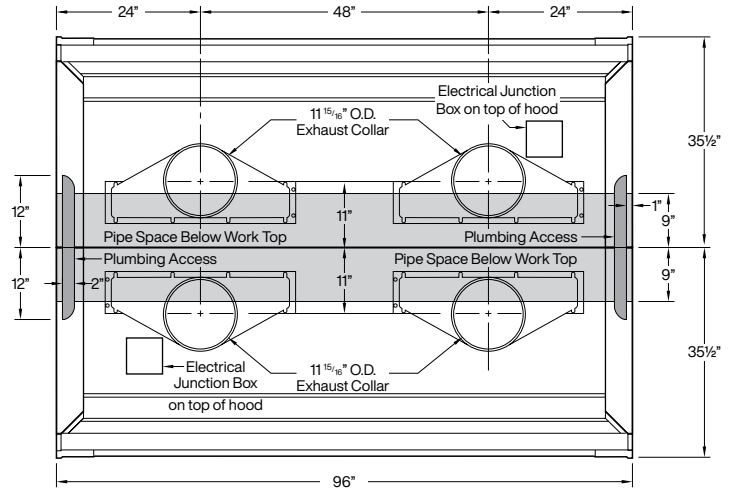 24” 48” 24”
Electrical Junction
Box on top of hood
11 15/16” O.D.
Exhaust Collar
35½”
12”
11”
1”
9”
Pipe Space Below Work Top
Plumbing Access
Plumbing Access
Pipe Space Below Work Top
12”
2”
11”
9”
35½”
Electrical
Junction Box
on top of hood
11 15/16” O.D.
Exhaust Collar
96”